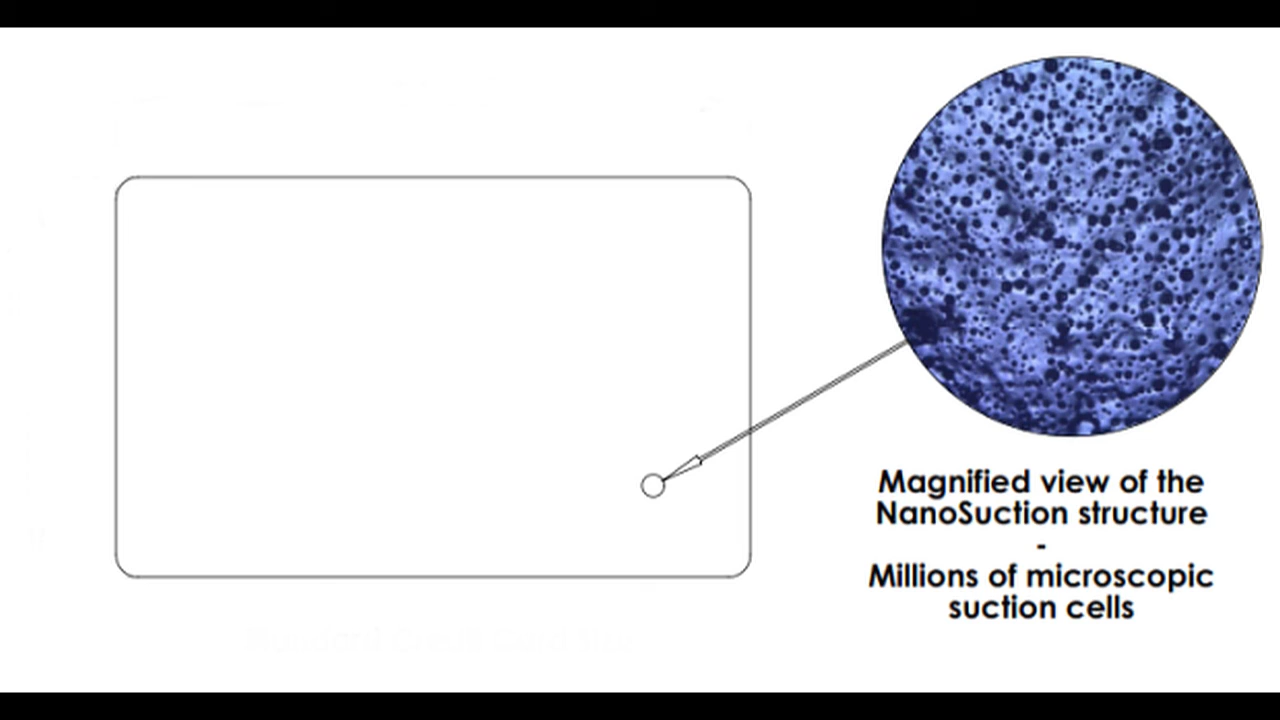 Magnified view of the
NanoSuction structure
-
Millions of microscopic
suction cells